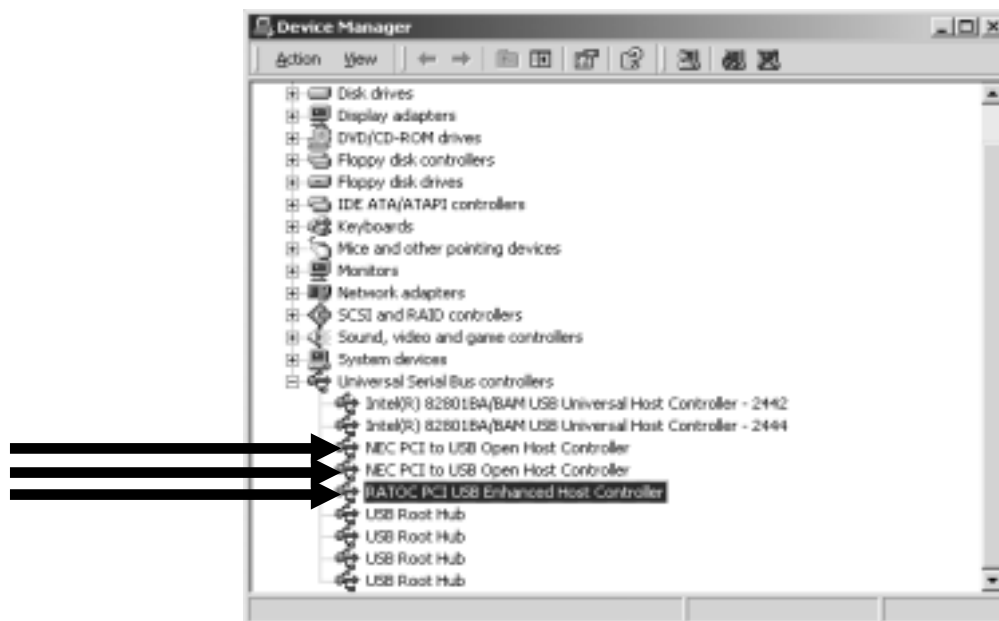 Device Manager
Action View
Disk drives
Display adapters
DVD/CD-ROM drives
Floppy disk controllers
Floppy disk drives
IDE ATA/ATAPI controllers
Keyboards
Mice and other pointing devices
Monitors
Network adapters
SCSI and RAID controllers
Sound, video and game controllers
System devices
Universal Serial Bus controllers
Intel(R) 82801BA/BAM USB Universal Host Controller - 2442
Intel(R) 82801BA/BAM USB Universal Host Controller - 2444
NEC PCI to USB Open Host Controller
NEC PCI to USB Open Host Controller
RATOC PCI USB Enhanced Host Controller
USB Root Hub
USB Root Hub
USB Root Hub
USB Root Hub